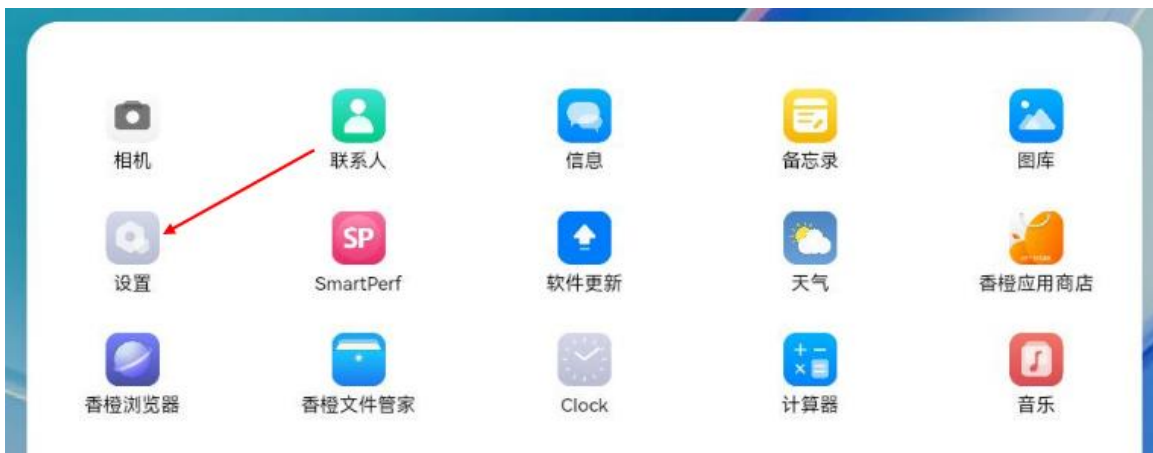 相机
联系人
信息
备忘录
图库
SP
设置
SmartPerf
软件更新
天气
香橙应用商店
香橙浏览器
香橙文件管家
Clock
计算器
音乐